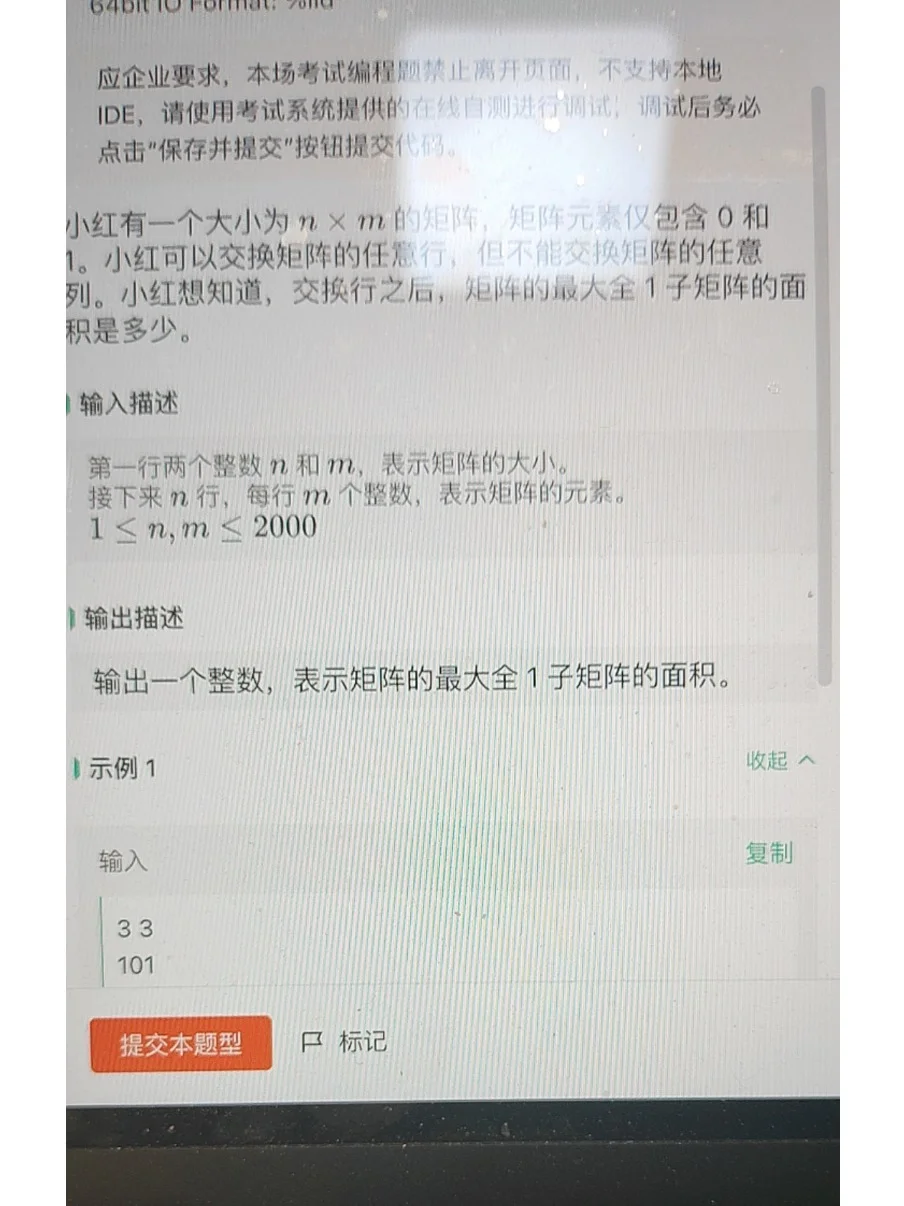 64bit IO Format: %lld
应企业要求，本场考试编程题禁止离开页面，不支持本地
IDE，请使用考试系统提供的在线自测进行调试，调试后务必
点击“保存并提交”按钮提交代码。
小红有一个大小为 n × m 的矩阵，矩阵元素仅包含 0 和
1。小红可以交换矩阵的任意行，但不能交换矩阵的任意
列。小红想知道，交换行之后，矩阵的最大全 1 子矩阵的面
积是多少。
输入描述
第一行两个整数 n 和 m，表示矩阵的大小。
接下来 n 行，每行 m 个整数，表示矩阵的元素。
1 ≤ n, m ≤ 2000
输出描述
输出一个整数，表示矩阵的最大全 1 子矩阵的面积。
示例 1
收起
输入
复制
3 3
101
提交本题型
标记